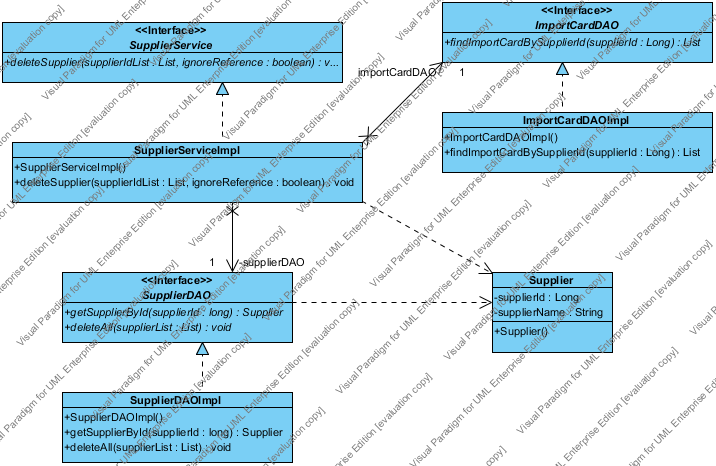 <<Interface>>
SupplierService
+deleteSupplier(supplierIdList : List, ignoreReference : boolean) : v...
<<Interface>>
ImportCardDAO
+findImportCardBySupplierId(supplierId : Long) : List
importCardDAO
1
ImportCardDAOImpl
+ImportCardDAOImpl()
+findImportCardBySupplierId(supplierId : Long) : List
SupplierServiceImpl
+SupplierServiceImpl()
+deleteSupplier(supplierIdList : List, ignoreReference : boolean) : void
1
-supplierDAO
<<Interface>>
SupplierDAO
+getSupplierById(supplierId : long) : Supplier
+deleteAll(supplierList : List) : void
Supplier
-supplierId : Long
-supplierName : String
+Supplier()
SupplierDAOImpl
+SupplierDAOImpl()
+getSupplierById(supplierId : long) : Supplier
+deleteAll(supplierList : List) : void
Visual Paradigm for UML Enterprise Edition [evaluation copy]